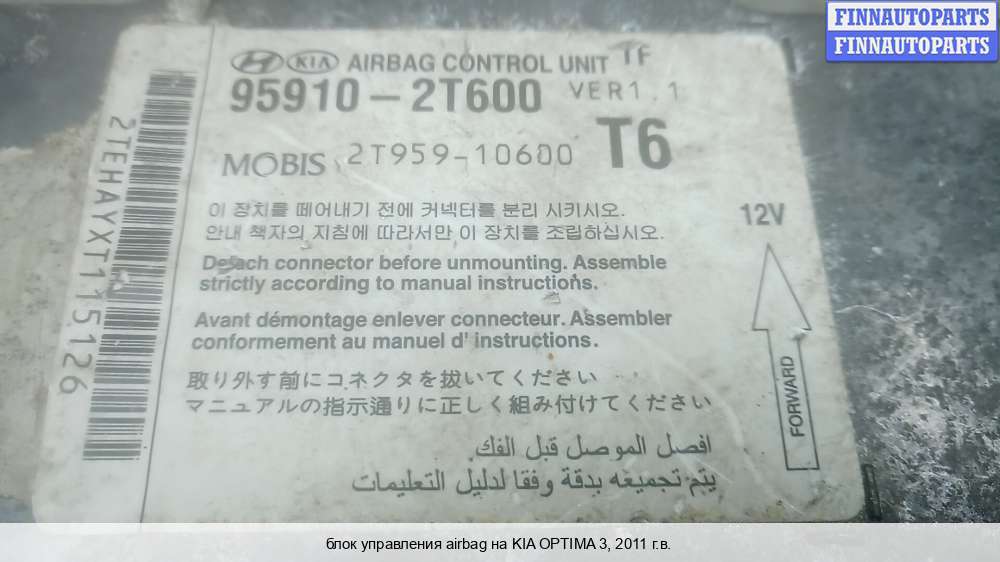 FINNAUTOPARTS
FINNAUTOPARTS
KIA AIRBAG CONTROL UNIT TF
95910-2T600 VER1.1
MOBIS 2T959-10600 T6
2TEHAYXT115126
이 장치를 떼어내기 전에 커넥터를 분리 시키시오.
안내 책자의 지침에 따라서만 이 장치를 조립하십시오.
12V
Detach connector before unmounting. Assemble
strictly according to manual instructions.
Avant démontage enlever connecteur. Assembler
conformement au manuel d' instructions.
FORWARD
取り外す前にコネクタを抜いてください
マニュアルの指示通りに正しく組み付けてください
افصل الموصل قبل الفك.
يتم تجميعه بدقة وفقا لدليل التعليمات
блок управления airbag на KIA OPTIMA 3, 2011 г.в.